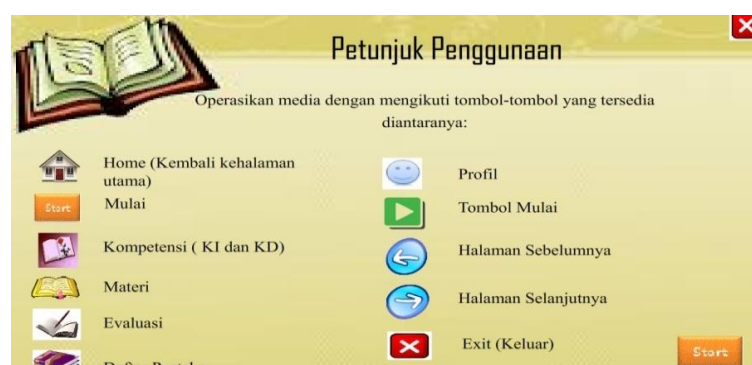 Petunjuk Penggunaan
Operasikan media dengan mengikuti tombol-tombol yang tersedia
diantaranya:
Home (Kembali kehalaman
utama)
Start
Mulai
Kompetensi ( KI dan KD)
Materi
Evaluasi
Profil
Tombol Mulai
Halaman Sebelumnya
Halaman Selanjutnya
Exit (Keluar)
Start